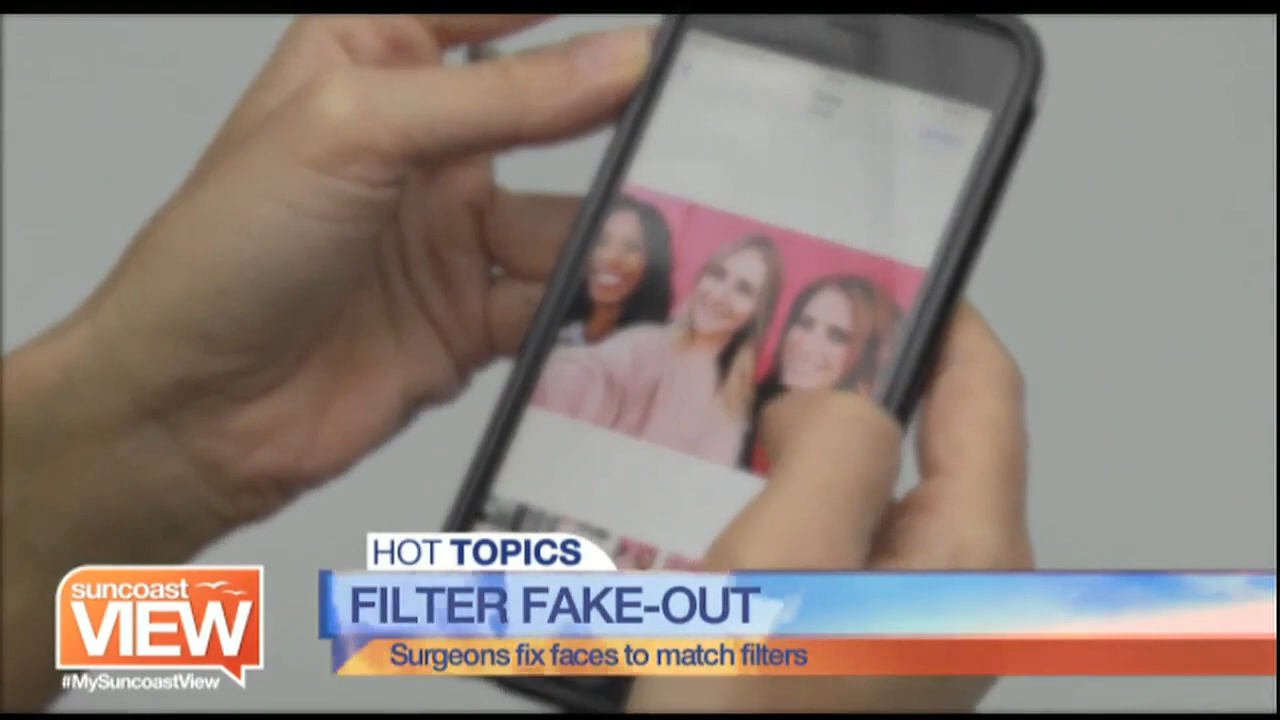 HOT TOPICS
FILTER FAKE-OUT
Surgeons fix faces to match filters
suncoast
VIEW
#MySuncoastView